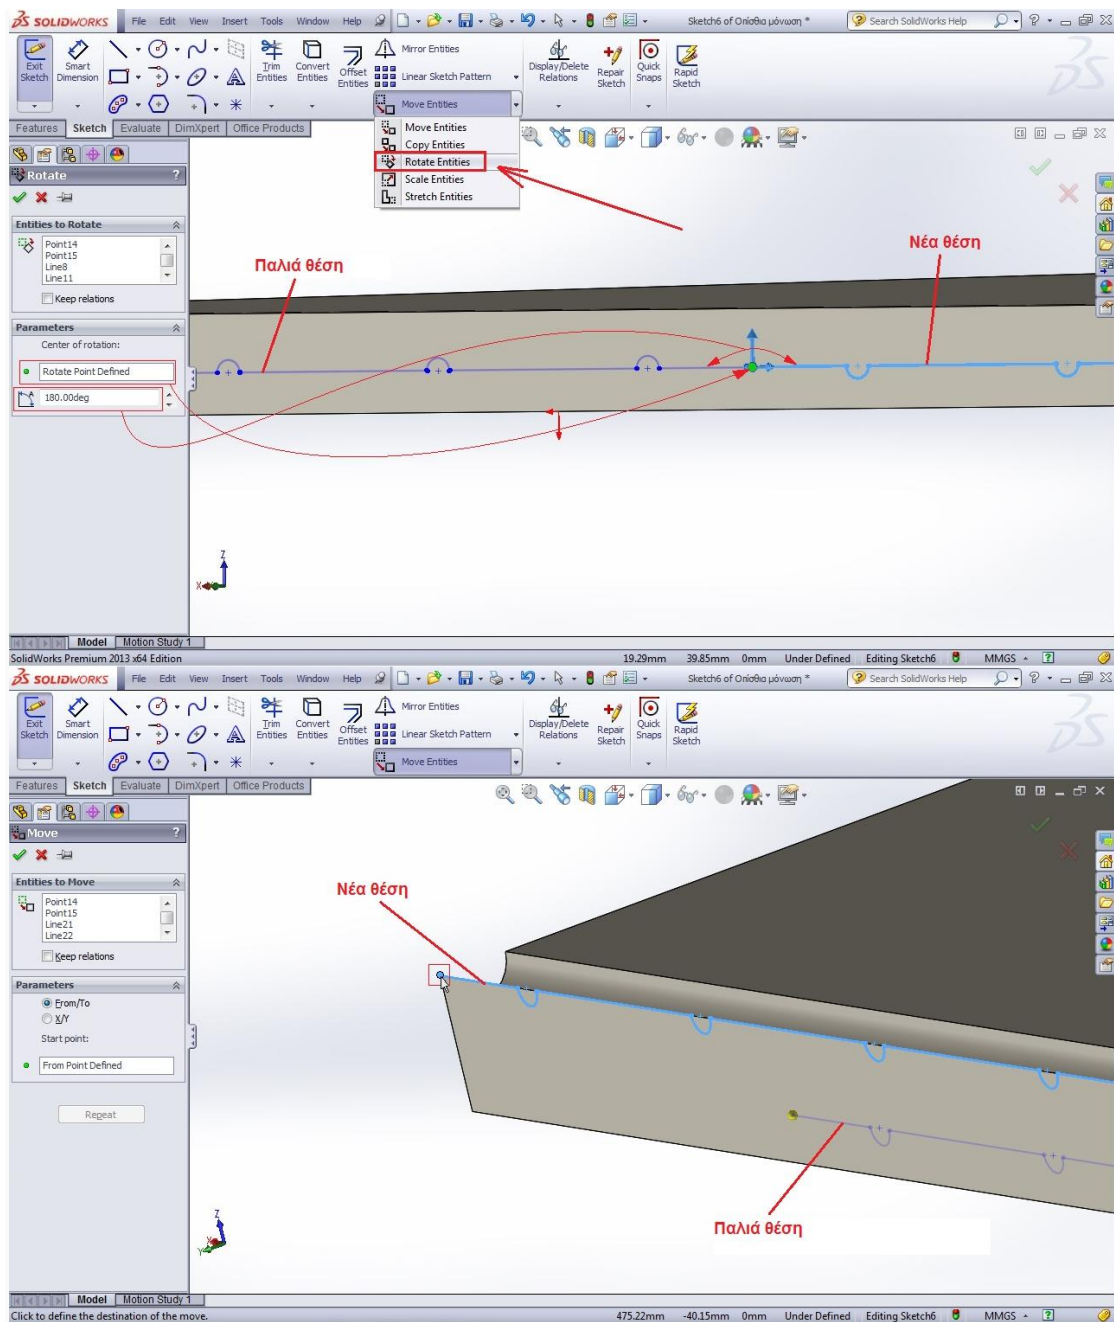 SOLIDWORKS File Edit View Insert Tools Window Help Sketch6 of Οπίσθια μόνωση * Search SolidWorks Help
Exit Sketch
Smart Dimension
Trim Entities
Convert Entities
Offset Entities
Mirror Entities
Linear Sketch Pattern
Move Entities
Display/Delete Relations
Repair Sketch
Quick Snaps
Rapid Sketch
Features Sketch Evaluate DimXpert Office Products
Move Entities
Copy Entities
Rotate Entities
Scale Entities
Stretch Entities
Rotate ?
Entities to Rotate
Point14
Point15
Line8
Line11
Keep relations
Parameters
Center of rotation:
Rotate Point Defined
180.00deg
Παλιά θέση
Νέα θέση
Z
X
Model Motion Study 1
SolidWorks Premium 2013 x64 Edition 19.29mm 39.85mm 0mm Under Defined Editing Sketch6 MMGS
SOLIDWORKS File Edit View Insert Tools Window Help Sketch6 of Οπίσθια μόνωση * Search SolidWorks Help
Exit Sketch
Smart Dimension
Trim Entities
Convert Entities
Offset Entities
Mirror Entities
Linear Sketch Pattern
Move Entities
Display/Delete Relations
Repair Sketch
Quick Snaps
Rapid Sketch
Features Sketch Evaluate DimXpert Office Products
Move ?
Entities to Move
Point14
Point15
Line21
Line22
Keep relations
Parameters
From/To
X/Y
Start point:
From Point Defined
Repeat
Νέα θέση
Παλιά θέση
Z
X
Y
Model Motion Study 1
Click to define the destination of the move. 475.22mm -40.15mm 0mm Under Defined Editing Sketch6 MMGS